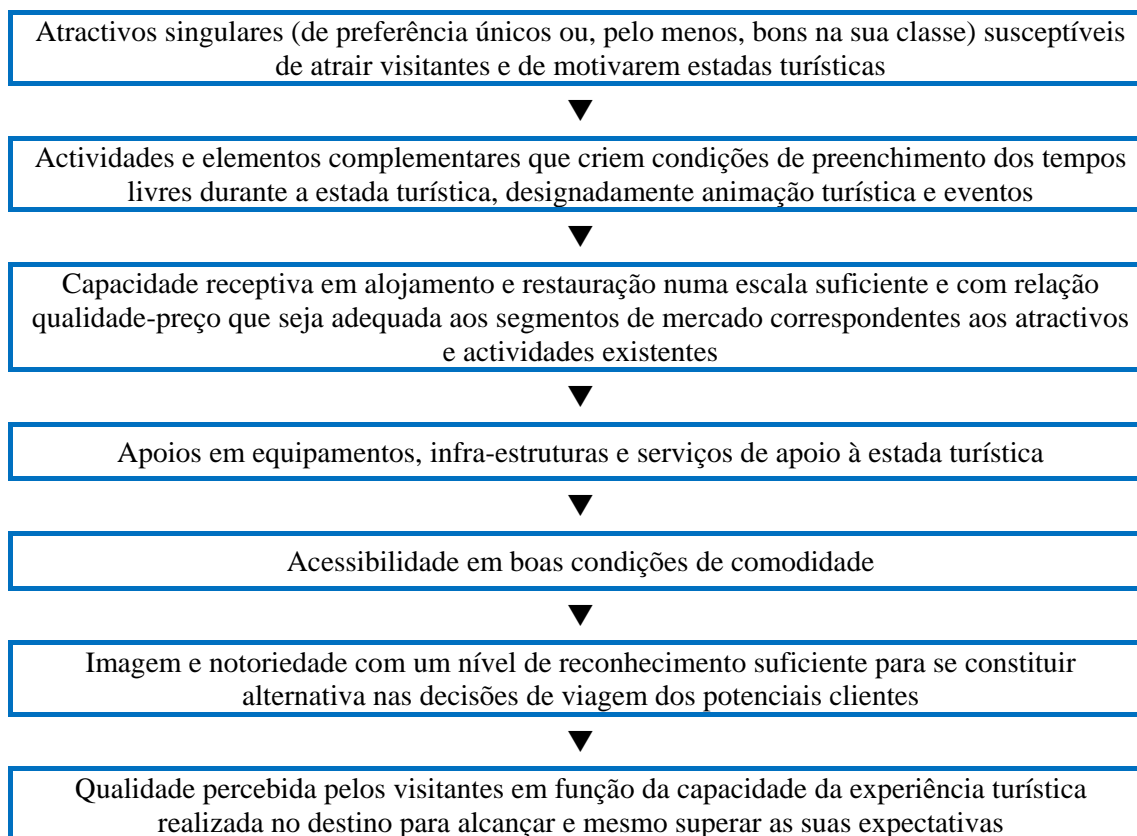 Atractivos singulares (de preferência únicos ou, pelo menos, bons na sua classe) susceptíveis
de atrair visitantes e de motivarem estadas turísticas
Actividades e elementos complementares que criem condições de preenchimento dos tempos
livres durante a estada turística, designadamente animação turística e eventos
Capacidade receptiva em alojamento e restauração numa escala suficiente e com relação
qualidade-preço que seja adequada aos segmentos de mercado correspondentes aos atractivos
e actividades existentes
Apoios em equipamentos, infra-estruturas e serviços de apoio à estada turística
Acessibilidade em boas condições de comodidade
Imagem e notoriedade com um nível de reconhecimento suficiente para se constituir
alternativa nas decisões de viagem dos potenciais clientes
Qualidade percebida pelos visitantes em função da capacidade da experiência turística
realizada no destino para alcançar e mesmo superar as suas expectativas